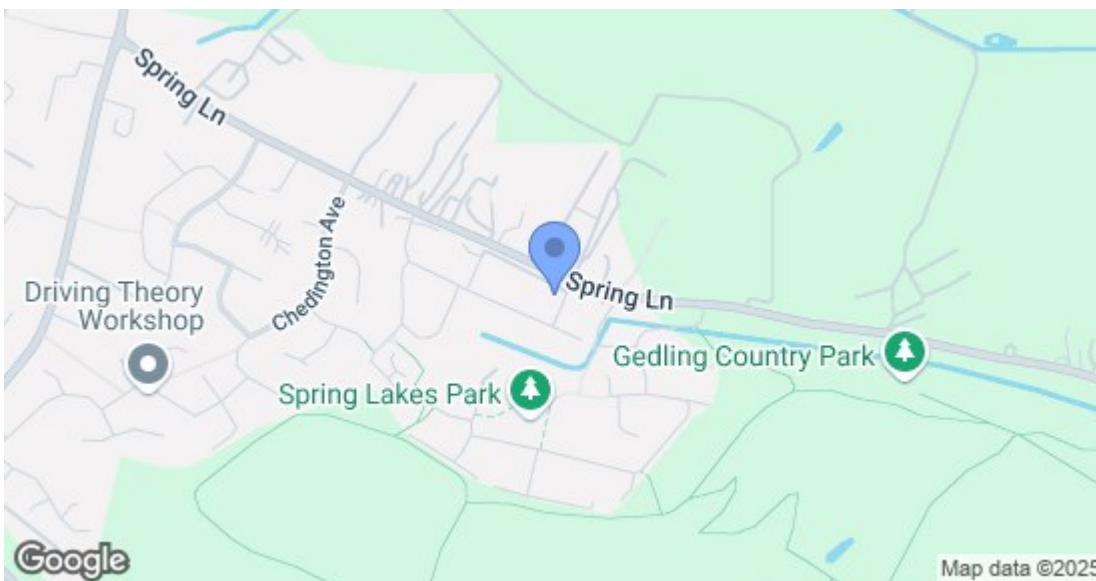 Spring Ln
Chedington Ave
Spring Ln
Driving Theory
Workshop
Gedling Country Park
Spring Lakes Park
Google
Map data ©2025